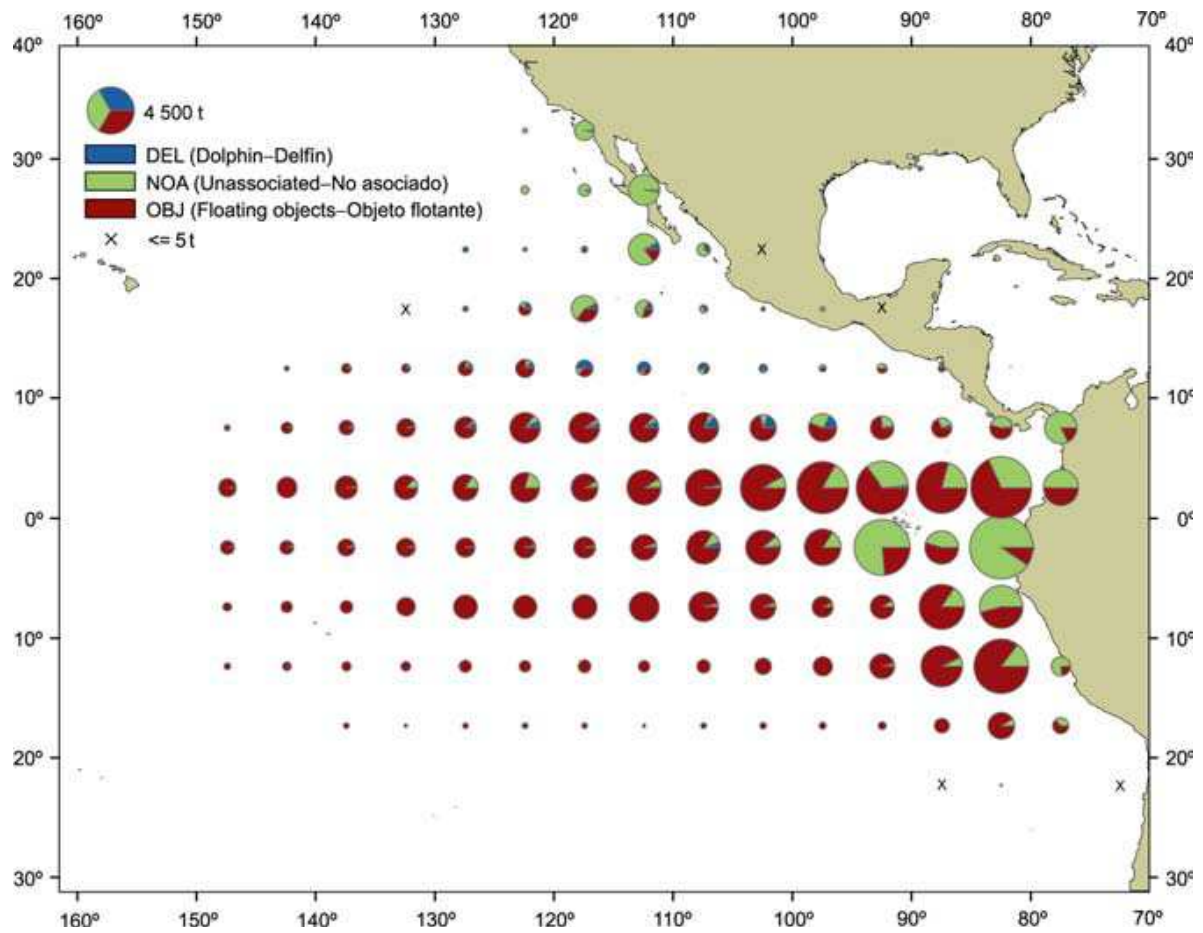 160º 150º 140º 130º 120º 110º 100º 90º 80º 70º
40º 40º
4 500 t
DEL (Dolphin–Delfín)
30º 30º
NOA (Unassociated–No asociado)
OBJ (Floating objects–Objeto flotante)
X <= 5 t X
20º 20º
X X
10º 10º
0º 0º
10º 10º
20º 20º
X X
30º 30º
160º 150º 140º 130º 120º 110º 100º 90º 80º 70º